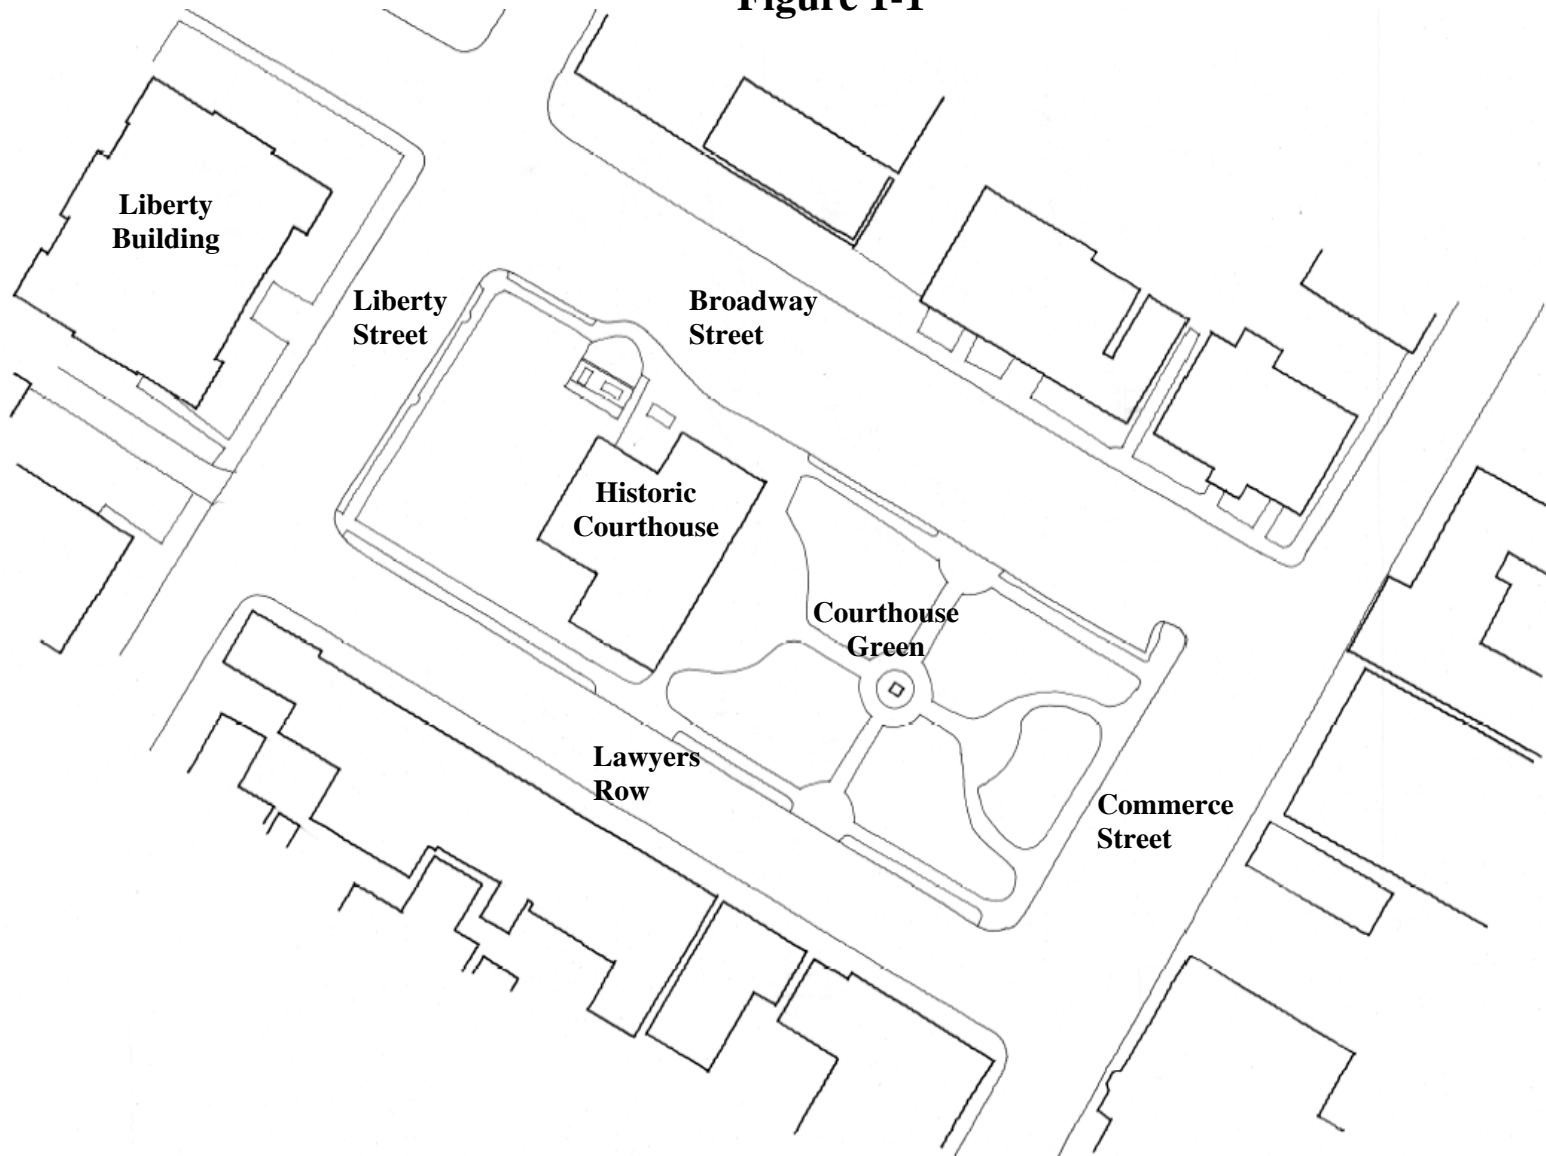 Figure 1-1
Liberty
Building
Liberty
Street
Broadway
Street
Historic
Courthouse
Courthouse
Green
Lawyers
Row
Commerce
Street